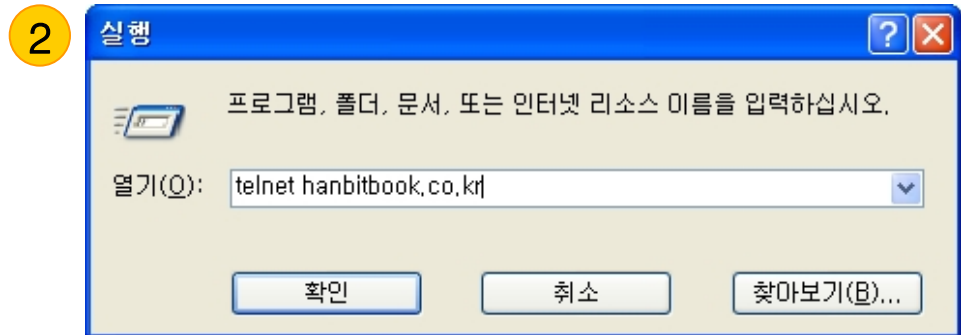 2
실행
프로그램, 폴더, 문서, 또는 인터넷 리소스 이름을 입력하십시오.
열기(O): telnet hanbitbook.co.kr
확인 취소 찾아보기(B)...